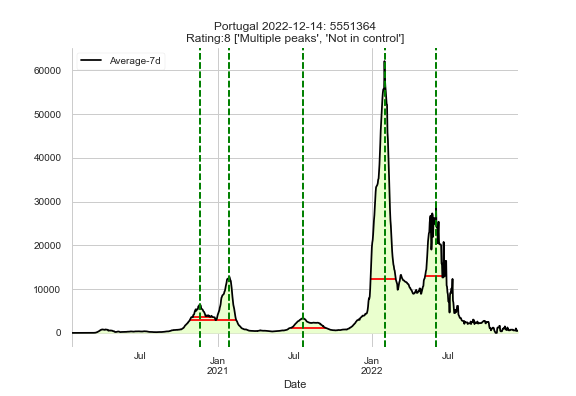 Portugal 2022-12-14: 5551364
Rating:8 ['Multiple peaks', 'Not in control']
Average-7d
60000
50000
40000
30000
20000
10000
0
Jul
Jan
2021
Jul
Jan
2022
Jul
Date